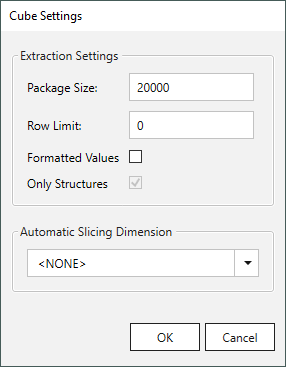 Cube Settings
Extraction Settings
Package Size: 20000
Row Limit: 0
Formatted Values
Only Structures
Automatic Slicing Dimension
<NONE>
OK Cancel